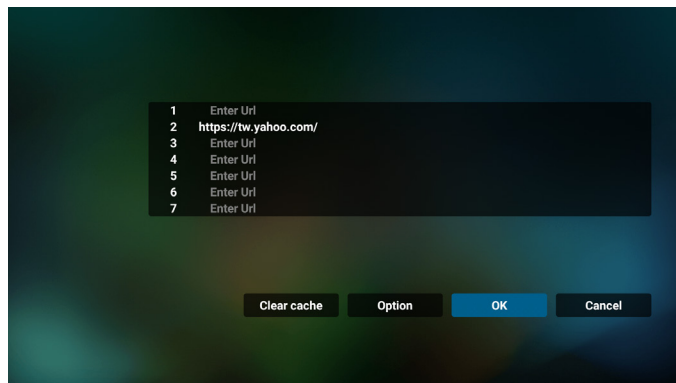 1 Enter Url
2 https://tw.yahoo.com/
3 Enter Url
4 Enter Url
5 Enter Url
6 Enter Url
7 Enter Url
Clear cache Option OK Cancel